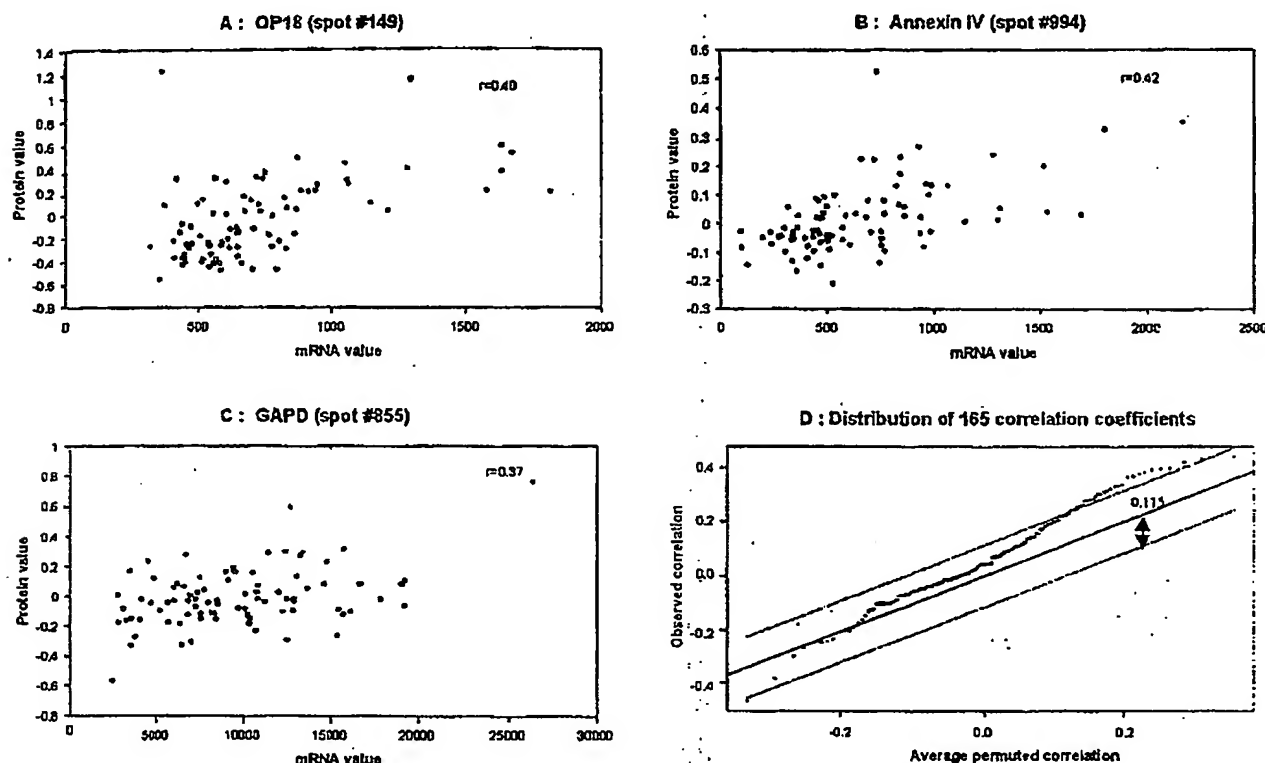 A : OP18 (spot #149)
r=0.40
Protein value
1.4
1.2
1
0.8
0.6
0.4
0.2
0
-0.2
-0.4
-0.6
-0.8
0 500 1000 1500 2000
mRNA value
B : Annexin IV (spot #994)
r=0.42
Protein value
0.6
0.5
0.4
0.3
0.2
0.1
0
-0.1
-0.2
-0.3
0 500 1000 1500 2000 2500
mRNA value
C : GAPD (spot #855)
r=0.37
Protein value
1
0.8
0.6
0.4
0.2
0
-0.2
-0.4
-0.6
-0.8
0 5000 10000 15000 20000 25000 30000
mRNA value
D : Distribution of 165 correlation coefficients
0.115
Observed correlation
0.4
0.2
0.0
-0.2
-0.4
-0.2 0.0 0.2
Average permuted correlation